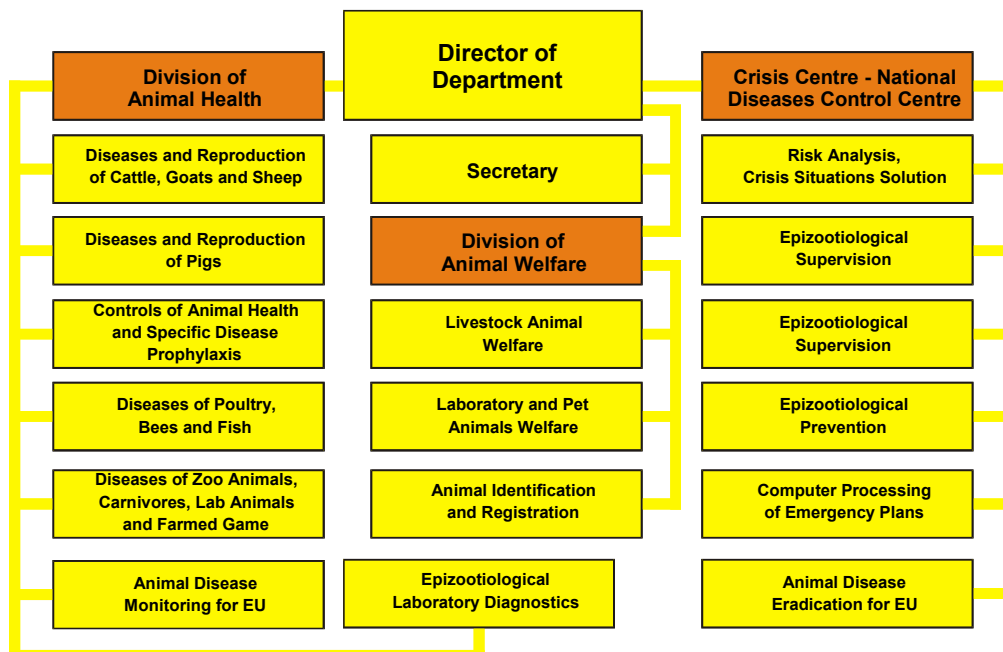 Director of
Department
Division of
Animal Health
Crisis Centre - National
Diseases Control Centre
Diseases and Reproduction
of Cattle, Goats and Sheep
Secretary
Risk Analysis,
Crisis Situations Solution
Diseases and Reproduction
of Pigs
Division of
Animal Welfare
Epizootiological
Supervision
Controls of Animal Health
and Specific Disease
Prophylaxis
Livestock Animal
Welfare
Epizootiological
Supervision
Diseases of Poultry,
Bees and Fish
Laboratory and Pet
Animals Welfare
Epizootiological
Prevention
Diseases of Zoo Animals,
Carnivores, Lab Animals
and Farmed Game
Animal Identification
and Registration
Computer Processing
of Emergency Plans
Animal Disease
Monitoring for EU
Epizootiological
Laboratory Diagnostics
Animal Disease
Eradication for EU